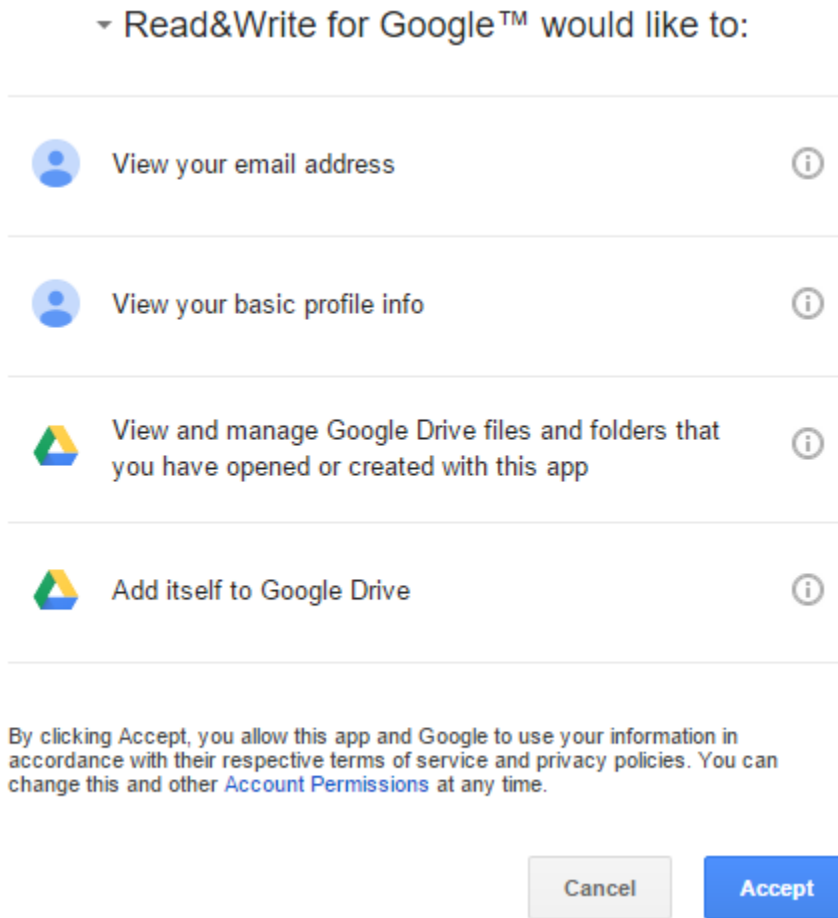 Read&Write for Google™ would like to:
View your email address
View your basic profile info
View and manage Google Drive files and folders that
you have opened or created with this app
Add itself to Google Drive
By clicking Accept, you allow this app and Google to use your information in
accordance with their respective terms of service and privacy policies. You can
change this and other Account Permissions at any time.
Cancel
Accept